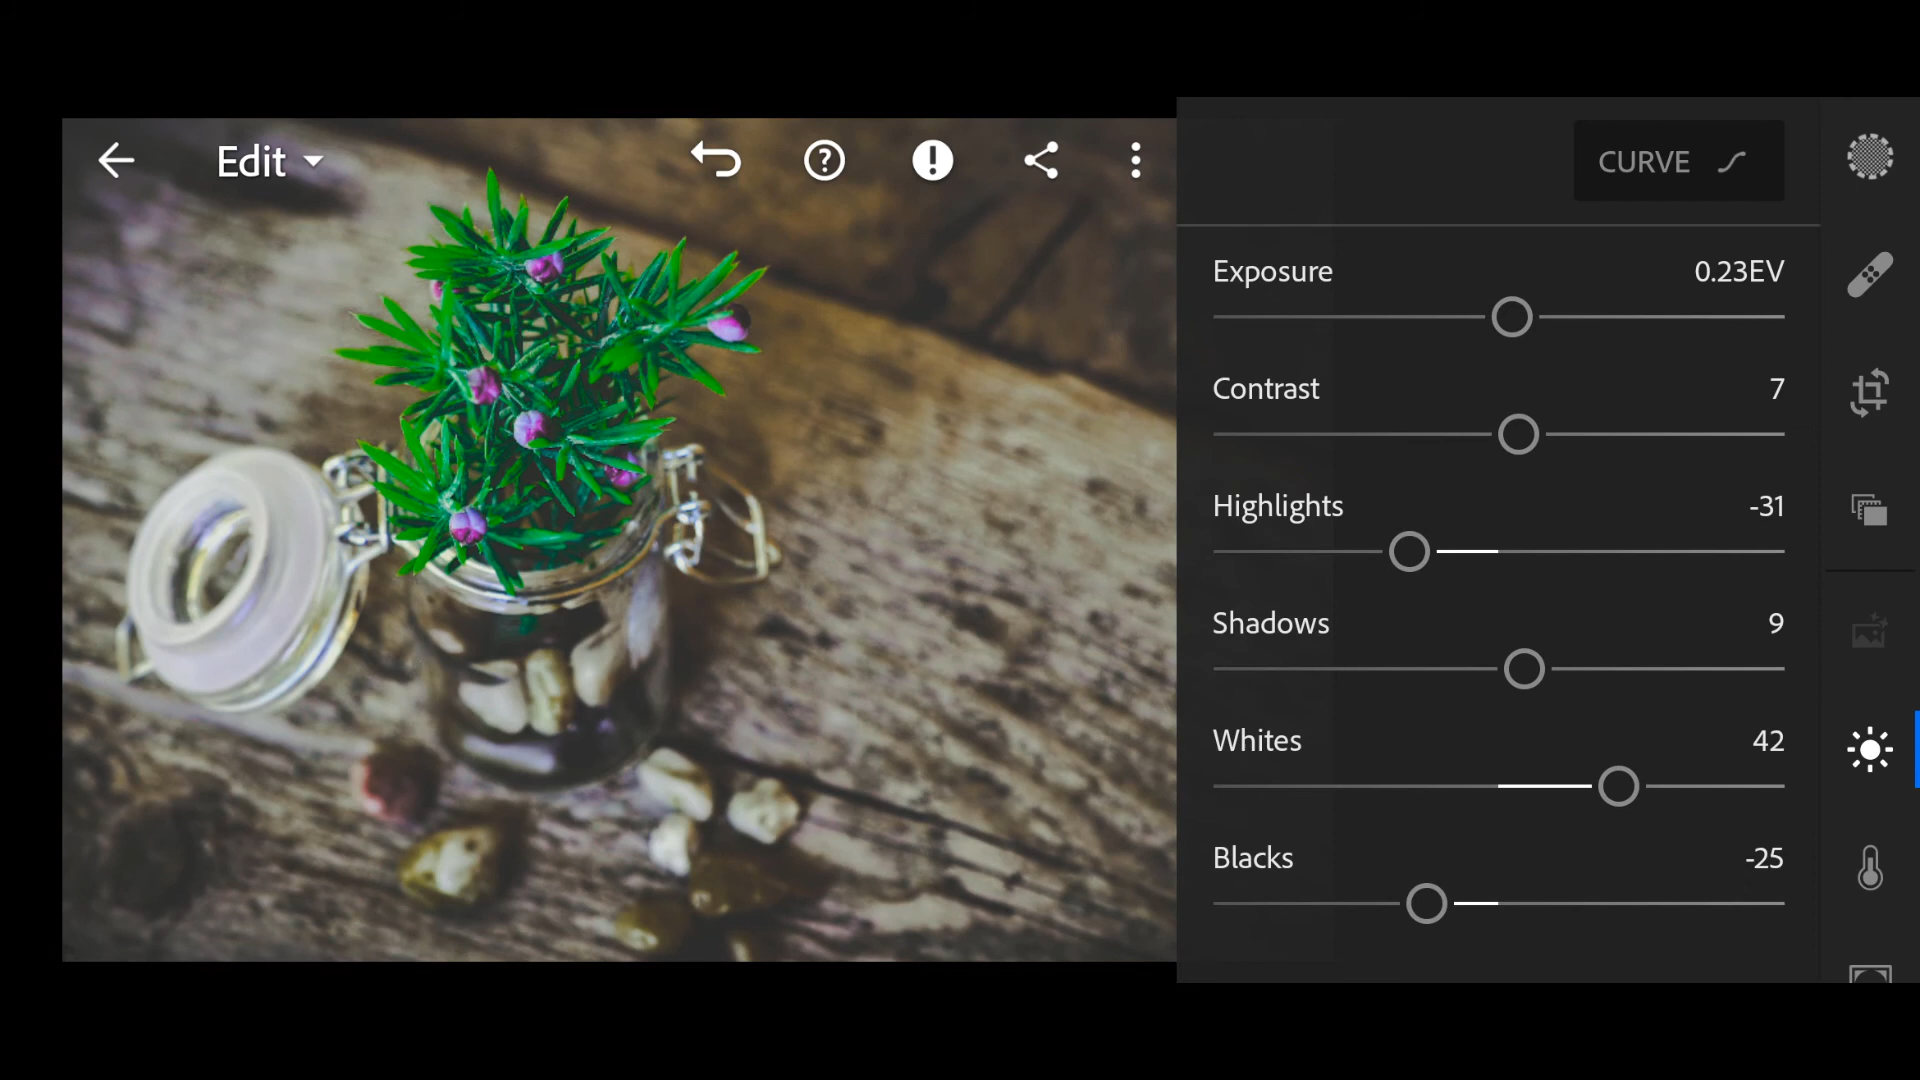 Edit
CURVE
Exposure 0.23EV
Contrast 7
Highlights -31
Shadows 9
Whites 42
Blacks -25